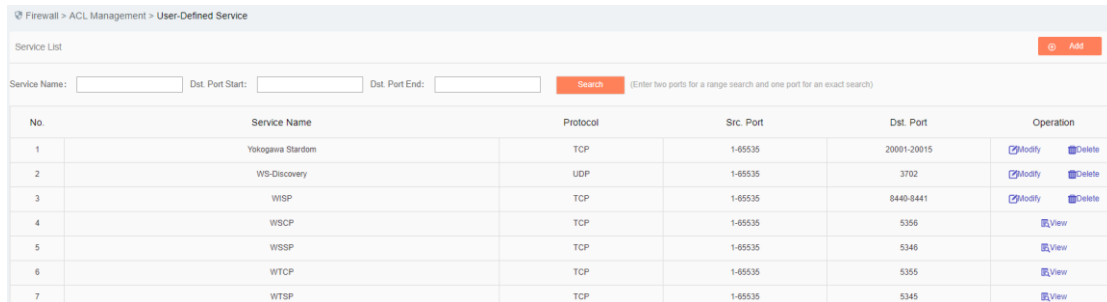 Firewall > ACL Management > User-Defined Service
Service List
Add
Service Name:
Dst. Port Start:
Dst. Port End:
Search
(Enter two ports for a range search and one port for an exact search)
No. Service Name Protocol Src. Port Dst. Port Operation
1 Yokogawa Stardom TCP 1-65535 20001-20015 Modify Delete
2 WS-Discovery UDP 1-65535 3702 Modify Delete
3 WISP TCP 1-65535 8440-8441 Modify Delete
4 WSCP TCP 1-65535 5356 View
5 WSSP TCP 1-65535 5346 View
6 WTCP TCP 1-65535 5355 View
7 WTSP TCP 1-65535 5345 View